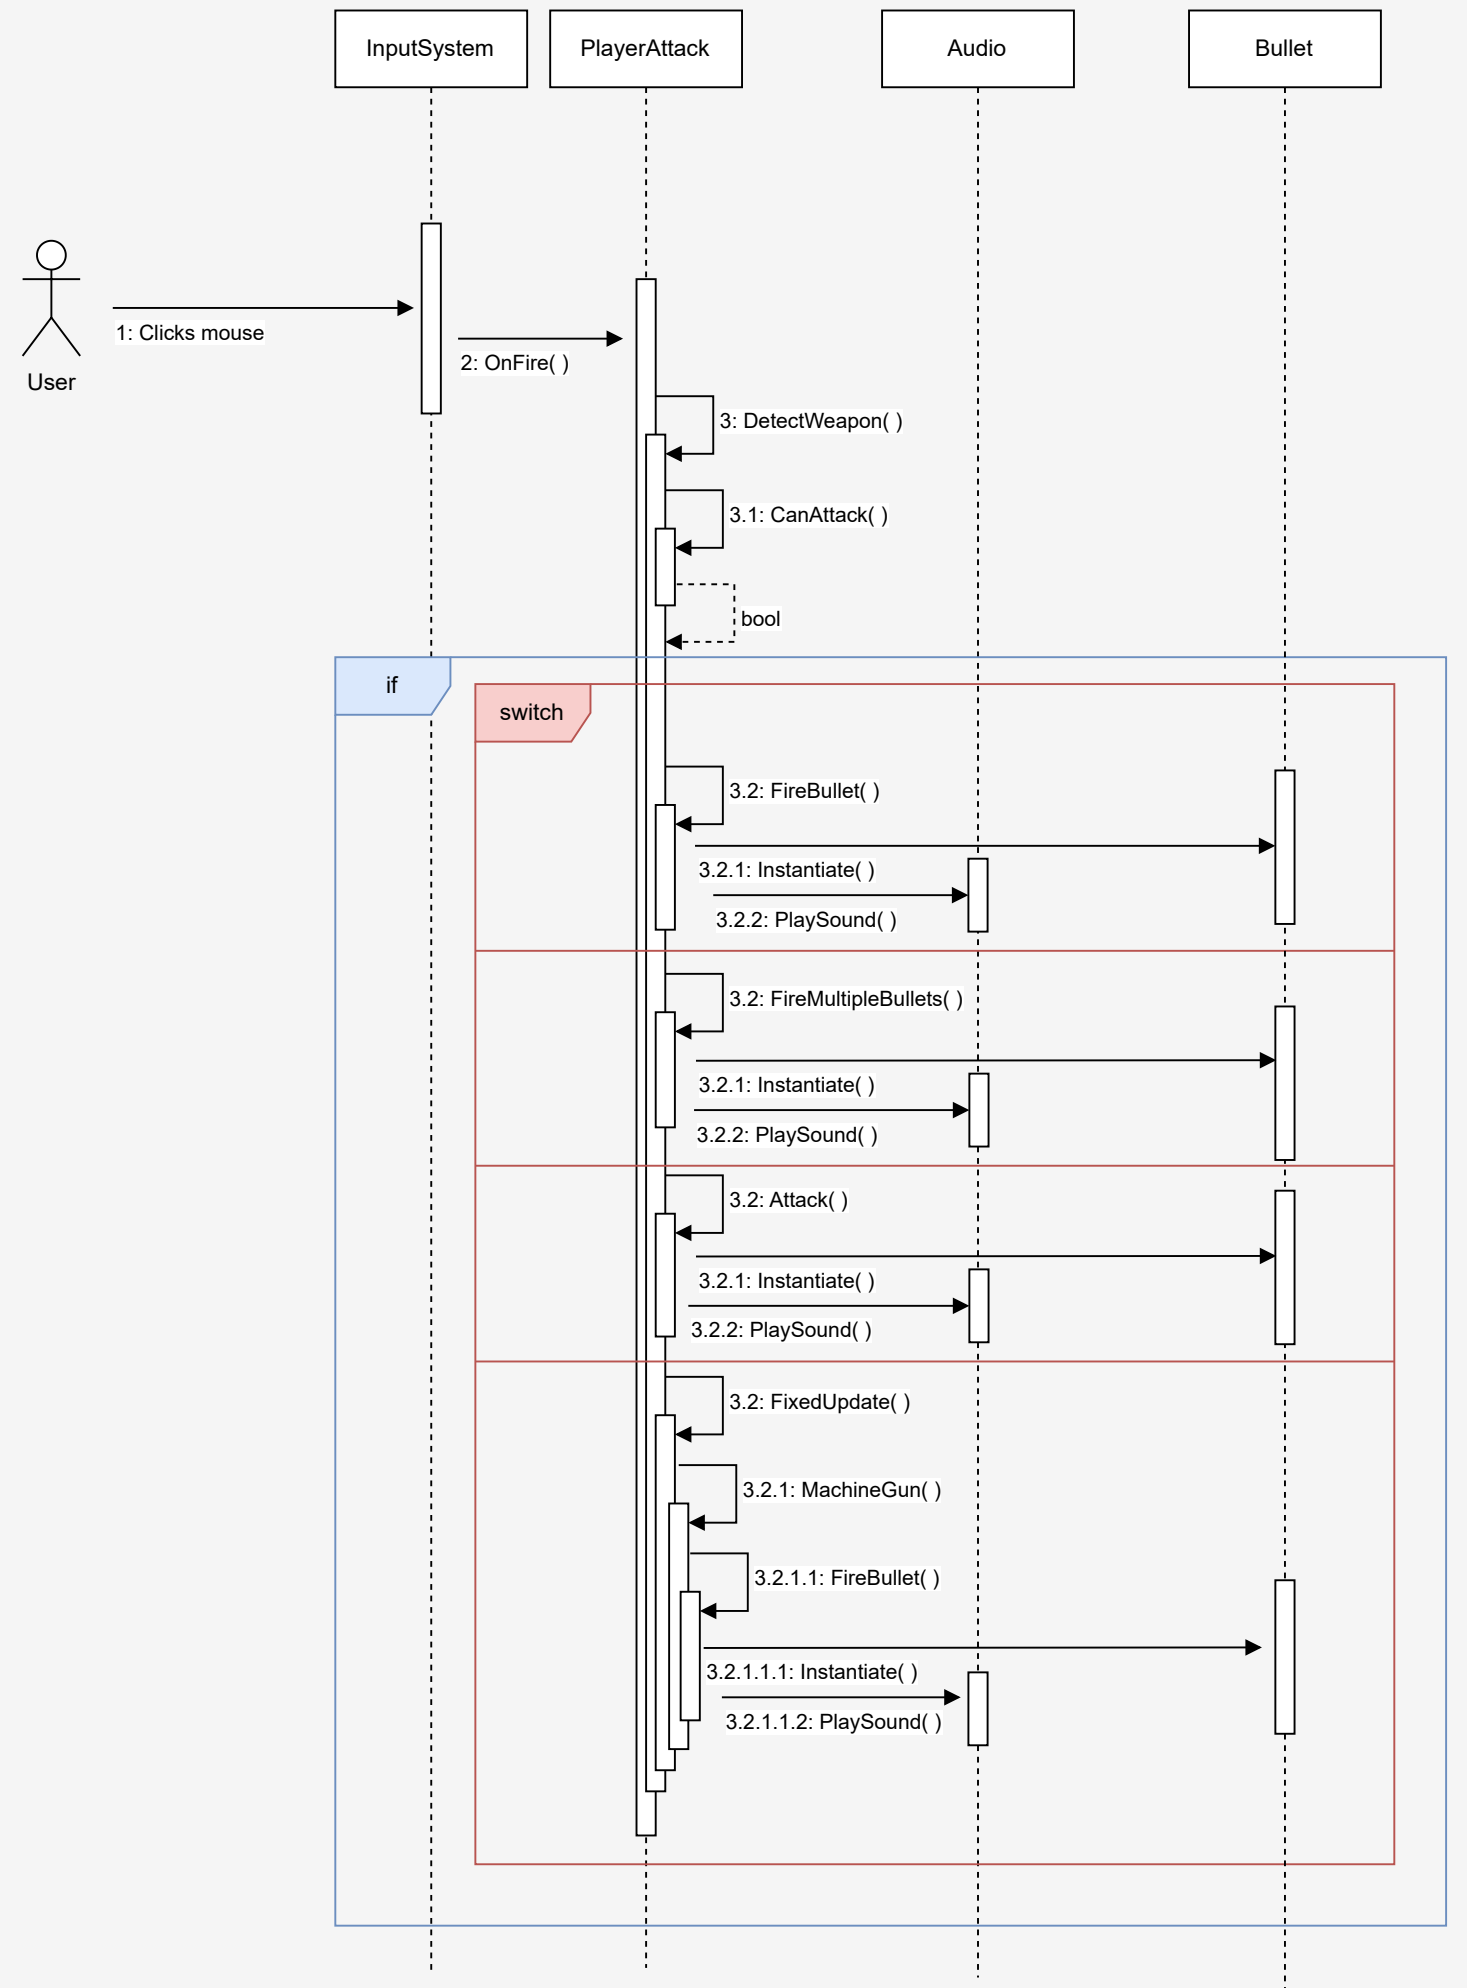 InputSystem
PlayerAttack
Audio
Bullet
User
1: Clicks mouse
2: OnFire( )
3: DetectWeapon( )
3.1: CanAttack( )
bool
if
switch
3.2: FireBullet( )
3.2.1: Instantiate( )
3.2.2: PlaySound( )
3.2: FireMultipleBullets( )
3.2.1: Instantiate( )
3.2.2: PlaySound( )
3.2: Attack( )
3.2.1: Instantiate( )
3.2.2: PlaySound( )
3.2: FixedUpdate( )
3.2.1: MachineGun( )
3.2.1.1: FireBullet( )
3.2.1.1.1: Instantiate( )
3.2.1.1.2: PlaySound( )